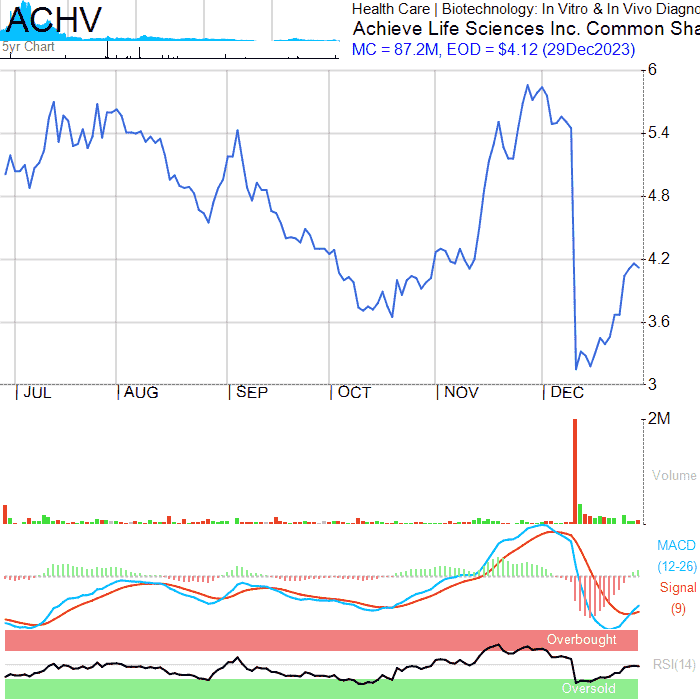 ACHV
5yr Chart
Health Care | Biotechnology: In Vitro & In Vivo Diagno
Achieve Life Sciences Inc. Common Sha
MC = 87.2M, EOD = $4.12 (29Dec2023)
6
5.4
4.8
4.2
3.6
3
JUL AUG SEP OCT NOV DEC
2M
Volume
MACD
(12-26)
Signal
(9)
Overbought
RSI(14)
Oversold